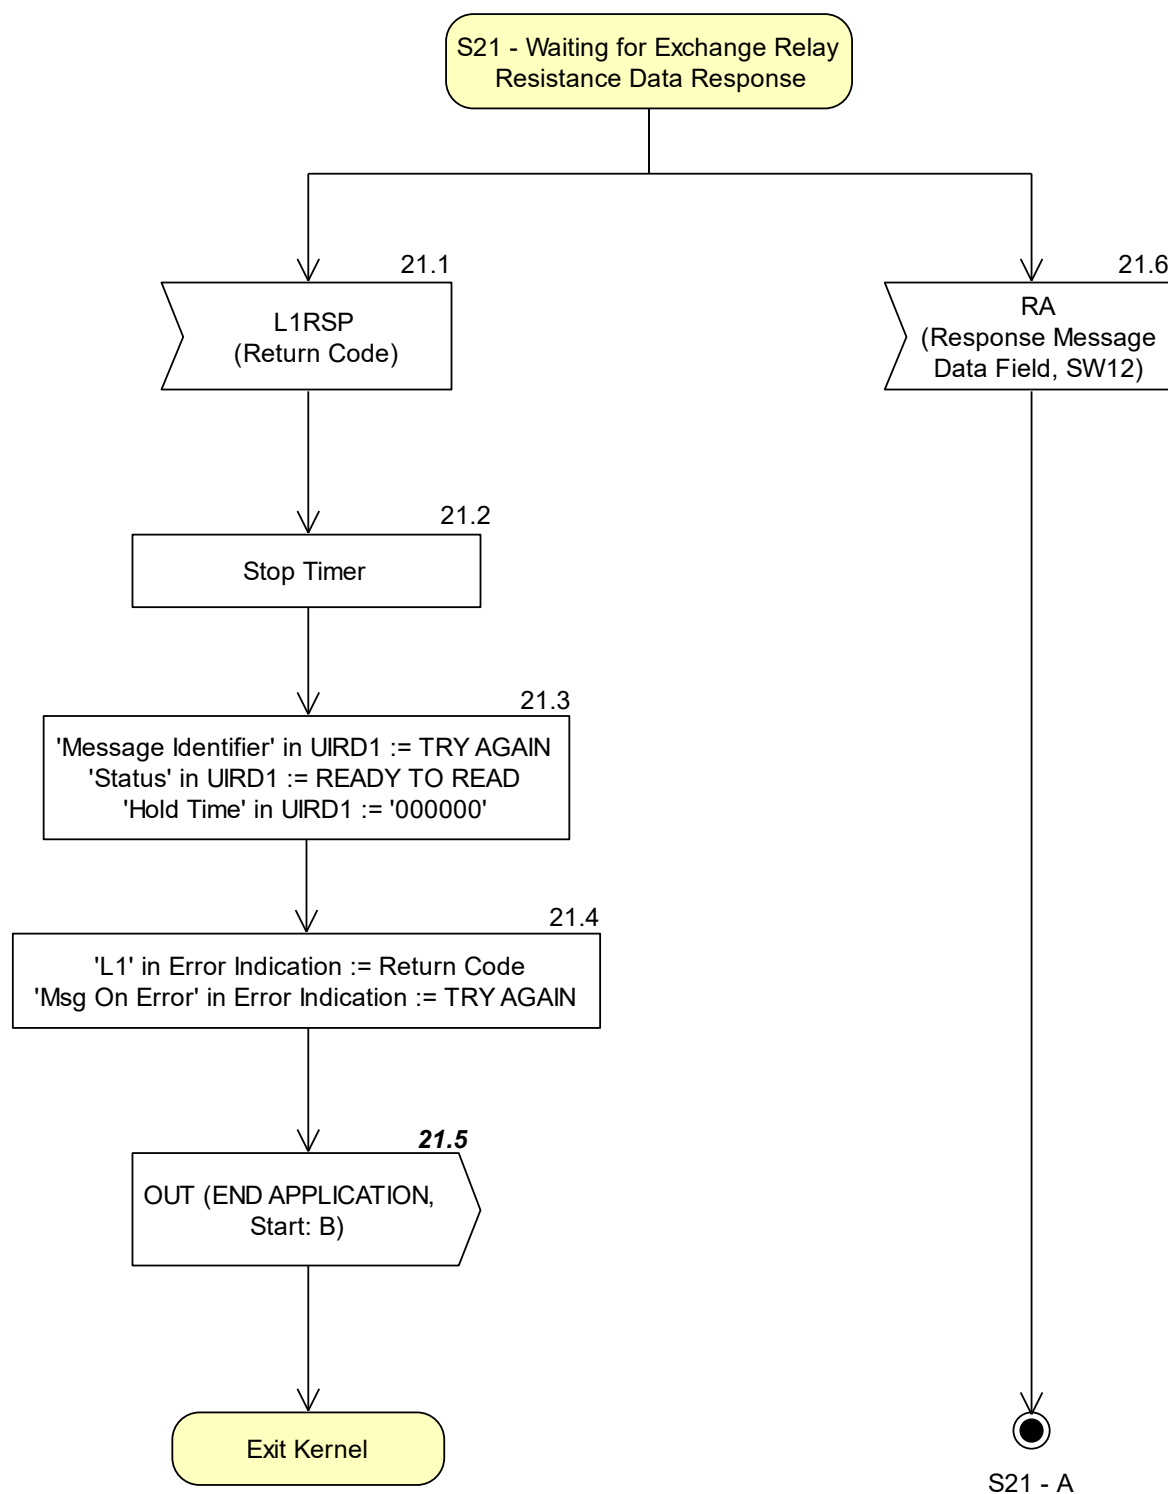 S21 - Waiting for Exchange Relay
Resistance Data Response
21.1
L1RSP
(Return Code)
21.6
RA
(Response Message
Data Field, SW12)
21.2
Stop Timer
21.3
'Message Identifier' in UIRD1 := TRY AGAIN
'Status' in UIRD1 := READY TO READ
'Hold Time' in UIRD1 := '000000'
21.4
'L1' in Error Indication := Return Code
'Msg On Error' in Error Indication := TRY AGAIN
21.5
OUT (END APPLICATION,
Start: B)
Exit Kernel
S21 - A